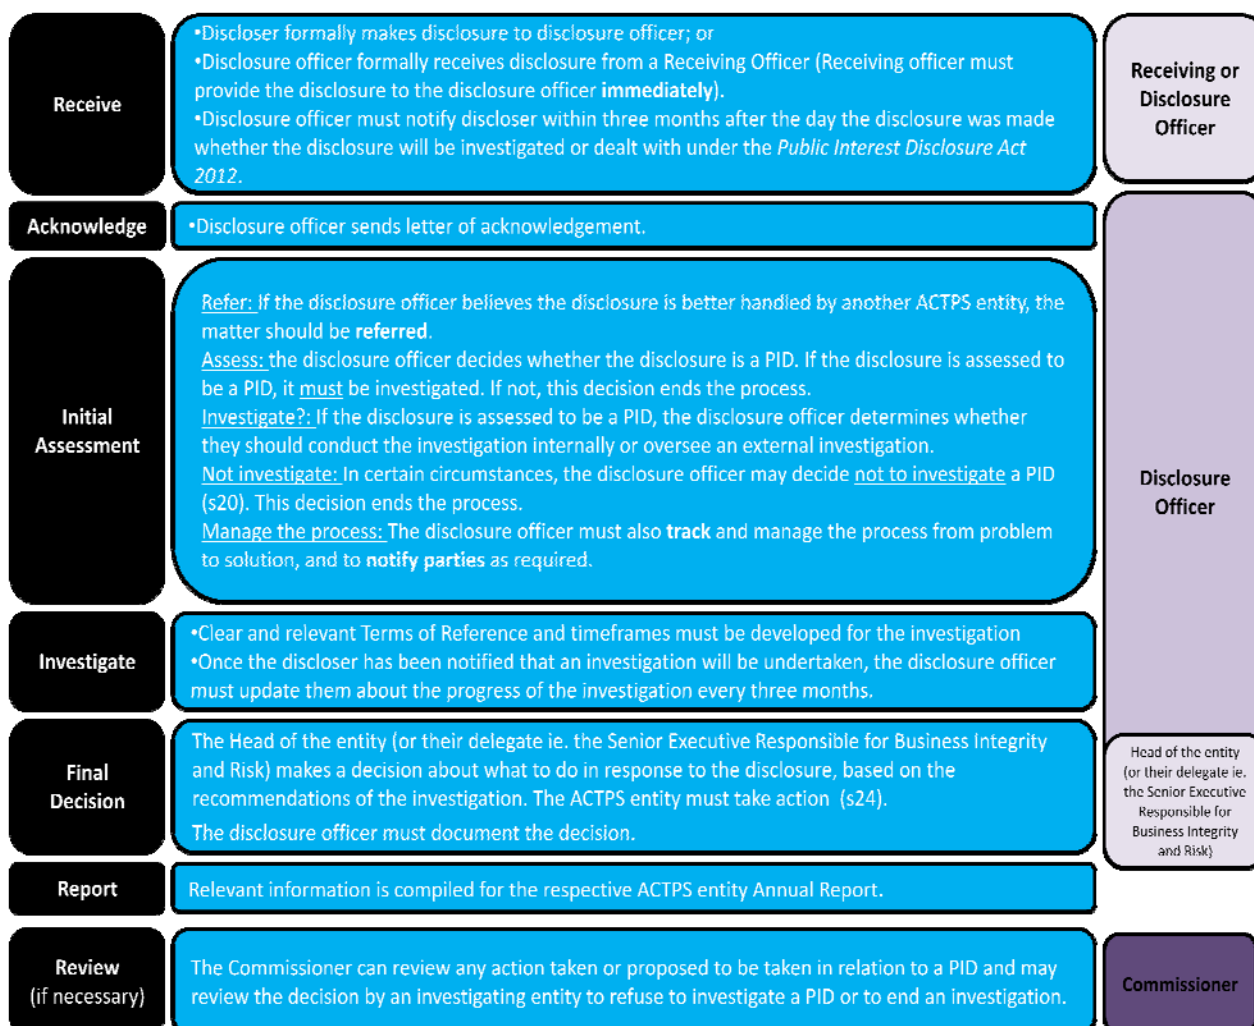 Receive
•Discloser formally makes disclosure to disclosure officer; or
•Disclosure officer formally receives disclosure from a Receiving Officer (Receiving officer must
provide the disclosure to the disclosure officer immediately).
•Disclosure officer must notify discloser within three months after the day the disclosure was made
whether the disclosure will be investigated or dealt with under the Public Interest Disclosure Act
2012.
Receiving or
Disclosure
Officer
Acknowledge
•Disclosure officer sends letter of acknowledgement.
Initial
Assessment
Refer: If the disclosure officer believes the disclosure is better handled by another ACTPS entity, the
matter should be referred.
Assess: the disclosure officer decides whether the disclosure is a PID. If the disclosure is assessed to
be a PID, it must be investigated. If not, this decision ends the process.
Investigate?: If the disclosure is assessed to be a PID, the disclosure officer determines whether
they should conduct the investigation internally or oversee an external investigation.
Not investigate: In certain circumstances, the disclosure officer may decide not to investigate a PID
(s20). This decision ends the process.
Manage the process: The disclosure officer must also track and manage the process from problem
to solution, and to notify parties as required.
Disclosure
Officer
Investigate
•Clear and relevant Terms of Reference and timeframes must be developed for the investigation
•Once the discloser has been notified that an investigation will be undertaken, the disclosure officer
must update them about the progress of the investigation every three months.
Final
Decision
The Head of the entity (or their delegate ie. the Senior Executive Responsible for Business Integrity
and Risk) makes a decision about what to do in response to the disclosure, based on the
recommendations of the investigation. The ACTPS entity must take action (s24).
The disclosure officer must document the decision.
Head of the entity
(or their delegate ie.
the Senior Executive
Responsible for
Business Integrity
and Risk)
Report
Relevant information is compiled for the respective ACTPS entity Annual Report.
Review
(if necessary)
The Commissioner can review any action taken or proposed to be taken in relation to a PID and may
review the decision by an investigating entity to refuse to investigate a PID or to end an investigation.
Commissioner